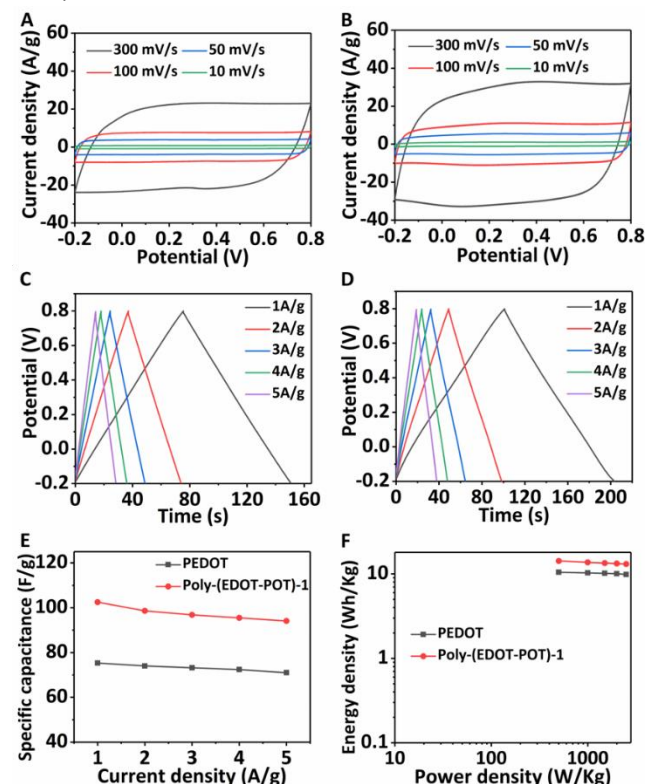 A
300 mV/s 50 mV/s
100 mV/s 10 mV/s
Current density (A/g)
60
40
20
0
-20
-40
-0.2 0.0 0.2 0.4 0.6 0.8
Potential (V)
B
300 mV/s 50 mV/s
100 mV/s 10 mV/s
Current density (A/g)
60
40
20
0
-20
-40
-0.2 0.0 0.2 0.4 0.6 0.8
Potential (V)
C
1A/g
2A/g
3A/g
4A/g
5A/g
Potential (V)
0.8
0.4
0.0
-0.2
0 40 80 120 160
Time (s)
D
1A/g
2A/g
3A/g
4A/g
5A/g
Potential (V)
0.8
0.6
0.4
0.2
0.0
-0.2
0 40 80 120 160 200
Time (s)
E
PEDOT
Poly-(EDOT-POT)-1
Specific capacitance (F/g)
120
100
80
60
40
1 2 3 4 5
Current density (A/g)
F
PEDOT
Poly-(EDOT-POT)-1
Energy density (Wh/Kg)
10
1
0.1
10 100 1000
Power density (W/Kg)